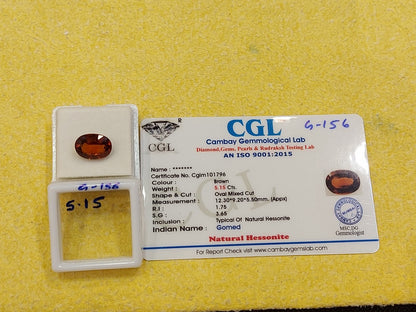 CGL
G-156
5.15
R
CGL
CGL G-156
Cambay Gemmological Lab
Diamond, Gems, Pearls & Rudraksh Testing Lab
AN ISO 9001:2015
Name : *******
Certificate No. Cglm101796
Colour : Brown
Weight : 5.15 Cts.
Shape & Cut : Oval Mixed Cut
Measurement : 12.30*9.20*5.50mm. (Appx)
R.I : 1.75
S.G : 3.65
Inclusion : Typical Of Natural Hessonite
Indian Name : Gomed
Natural Hessonite
For Report Check Visit www.cambaygemslab.com
MSC,DG
Gemmologist